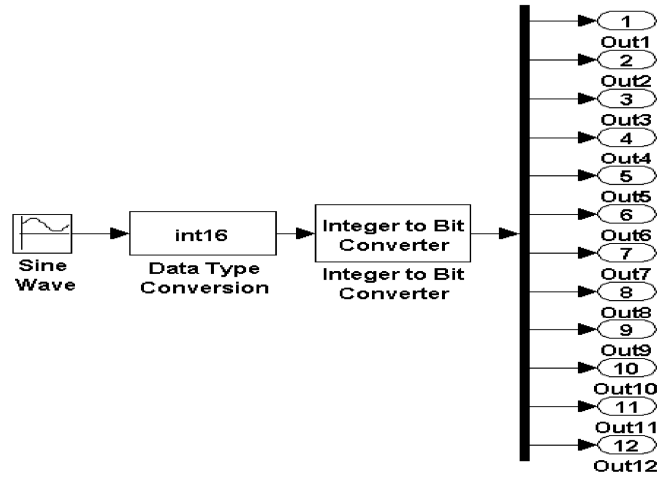 1
Out1
2
Out2
3
Out3
4
Out4
5
Out5
6
Out6
7
Out7
8
Out8
9
Out9
10
Out10
11
Out11
12
Out12
Sine
Wave
int16
Data Type
Conversion
Integer to Bit
Converter
Integer to Bit
Converter